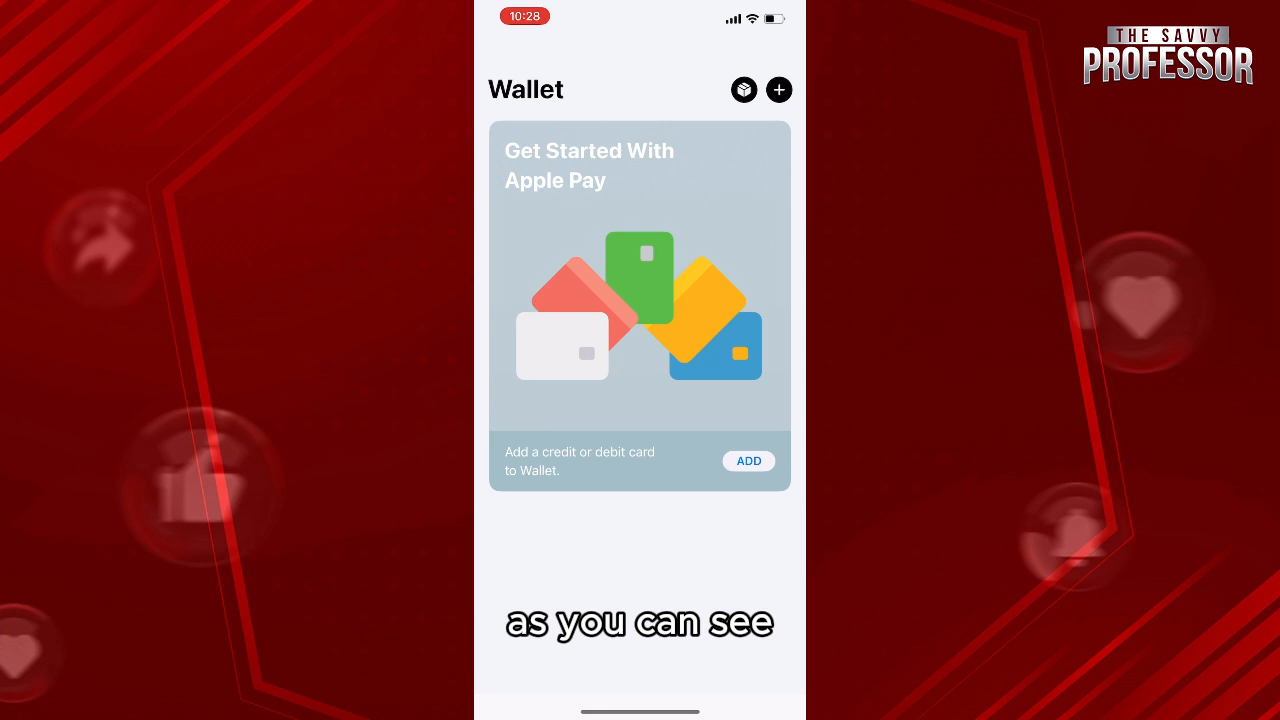 10:28
THE SAVVY
PROFESSOR
Wallet
Get Started With
Apple Pay
Add a credit or debit card
to Wallet.
ADD
as you can see